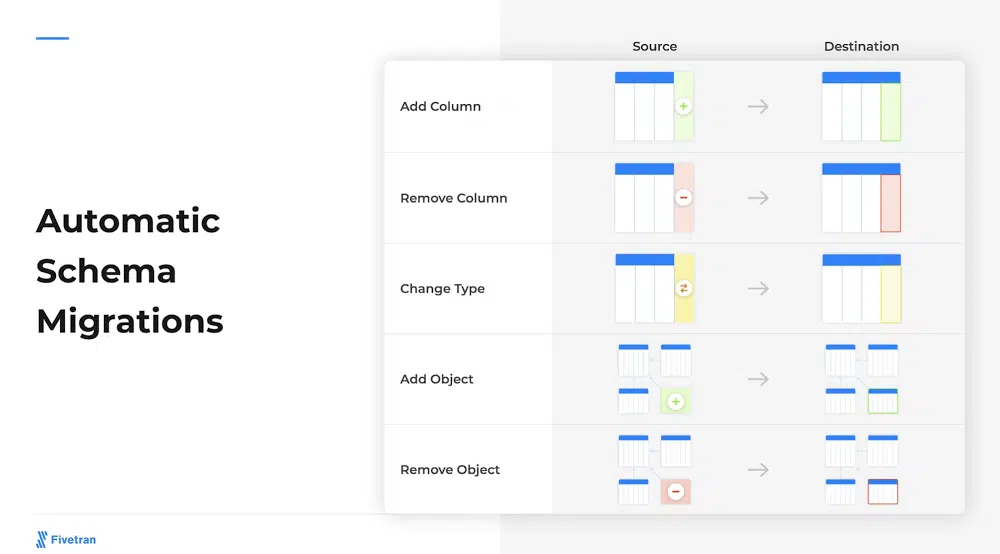 Automatic
Schema
Migrations
Source
Destination
Add Column
Remove Column
Change Type
Add Object
Remove Object
Fivetran